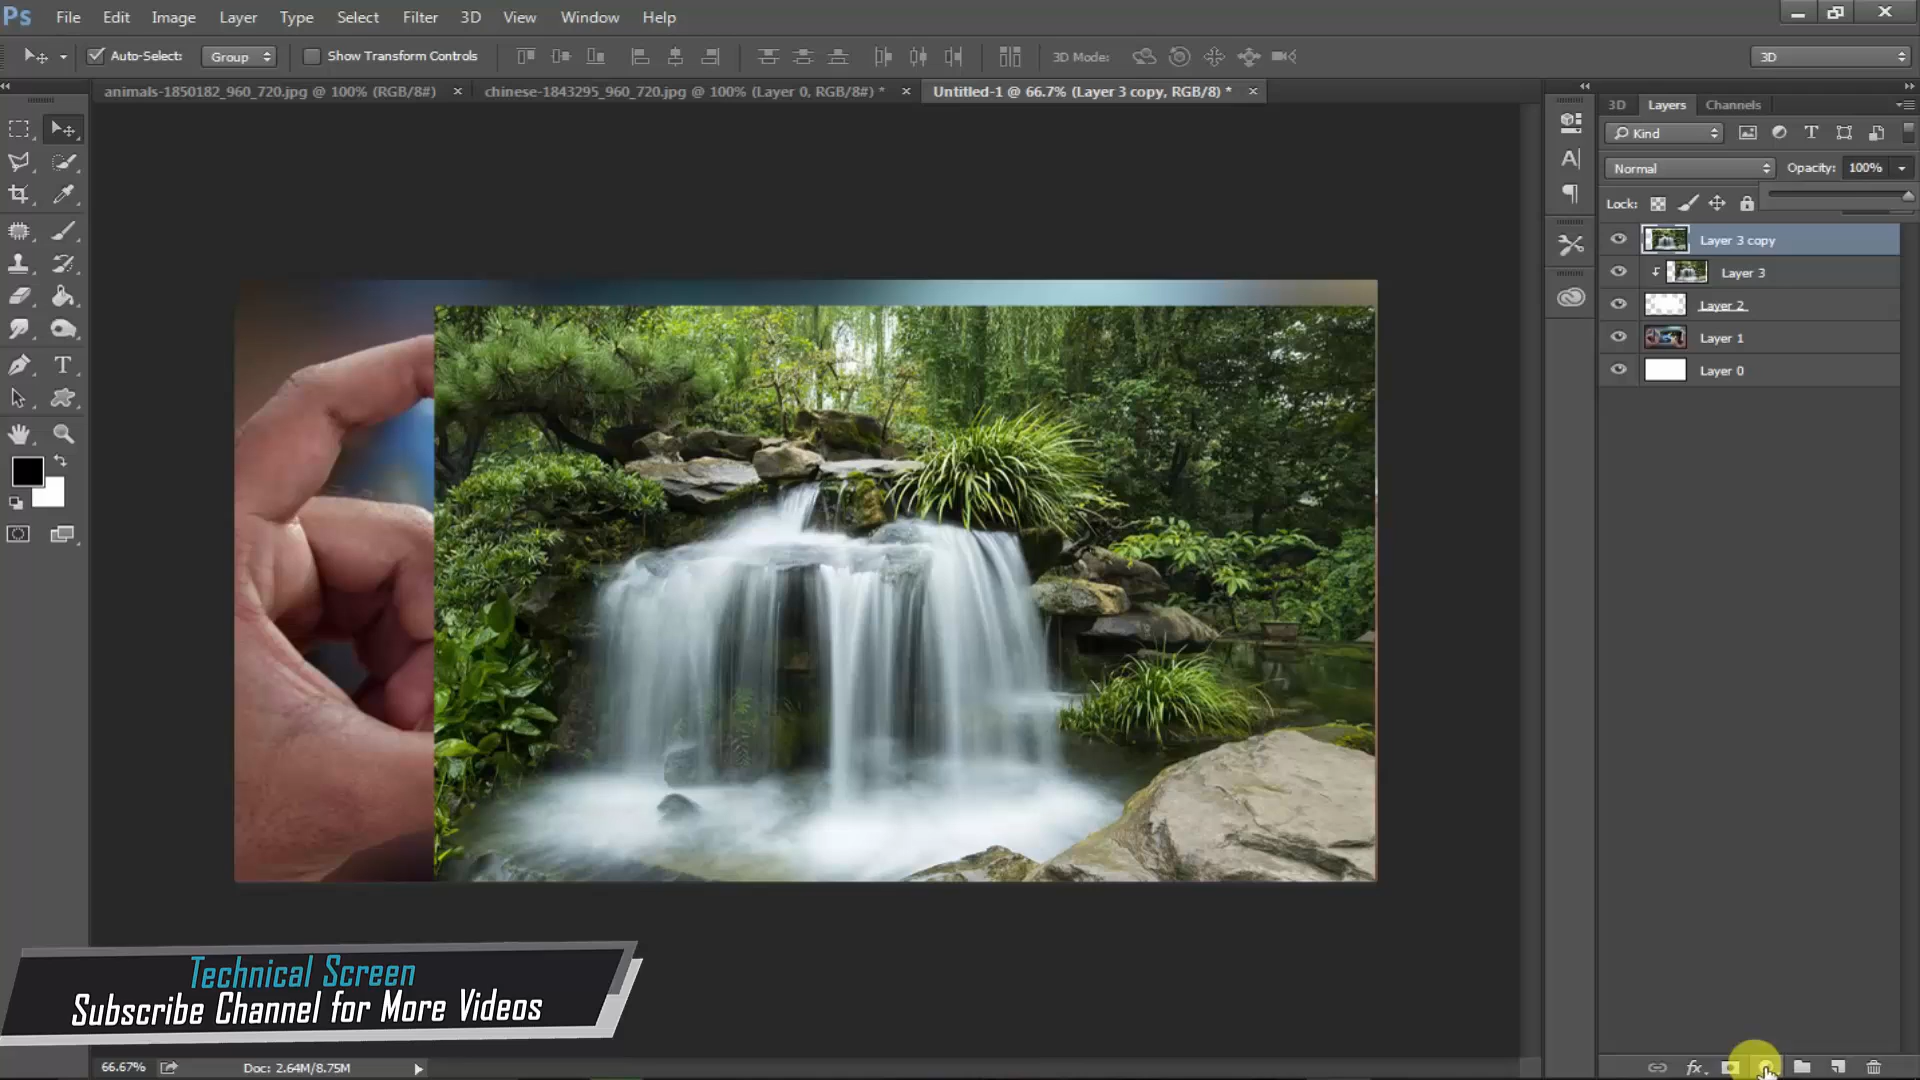 Ps File Edit Image Layer Type Select Filter 3D View Window Help
Auto-Select: Group Show Transform Controls 3D Mode: 3D
animals-1850182_960_720.jpg @ 100% (RGB/8#) × chinese-1843295_960_720.jpg @ 100% (Layer 0, RGB/8#) * × Untitled-1 @ 66.7% (Layer 3 copy, RGB/8) * ×
3D Layers Channels
Kind
Normal Opacity: 100%
Lock:
Layer 3 copy
Layer 3
Layer 2
Layer 1
Layer 0
Technical Screen
Subscribe Channel for More Videos
66.67% Doc: 2.64M/8.75M
fx